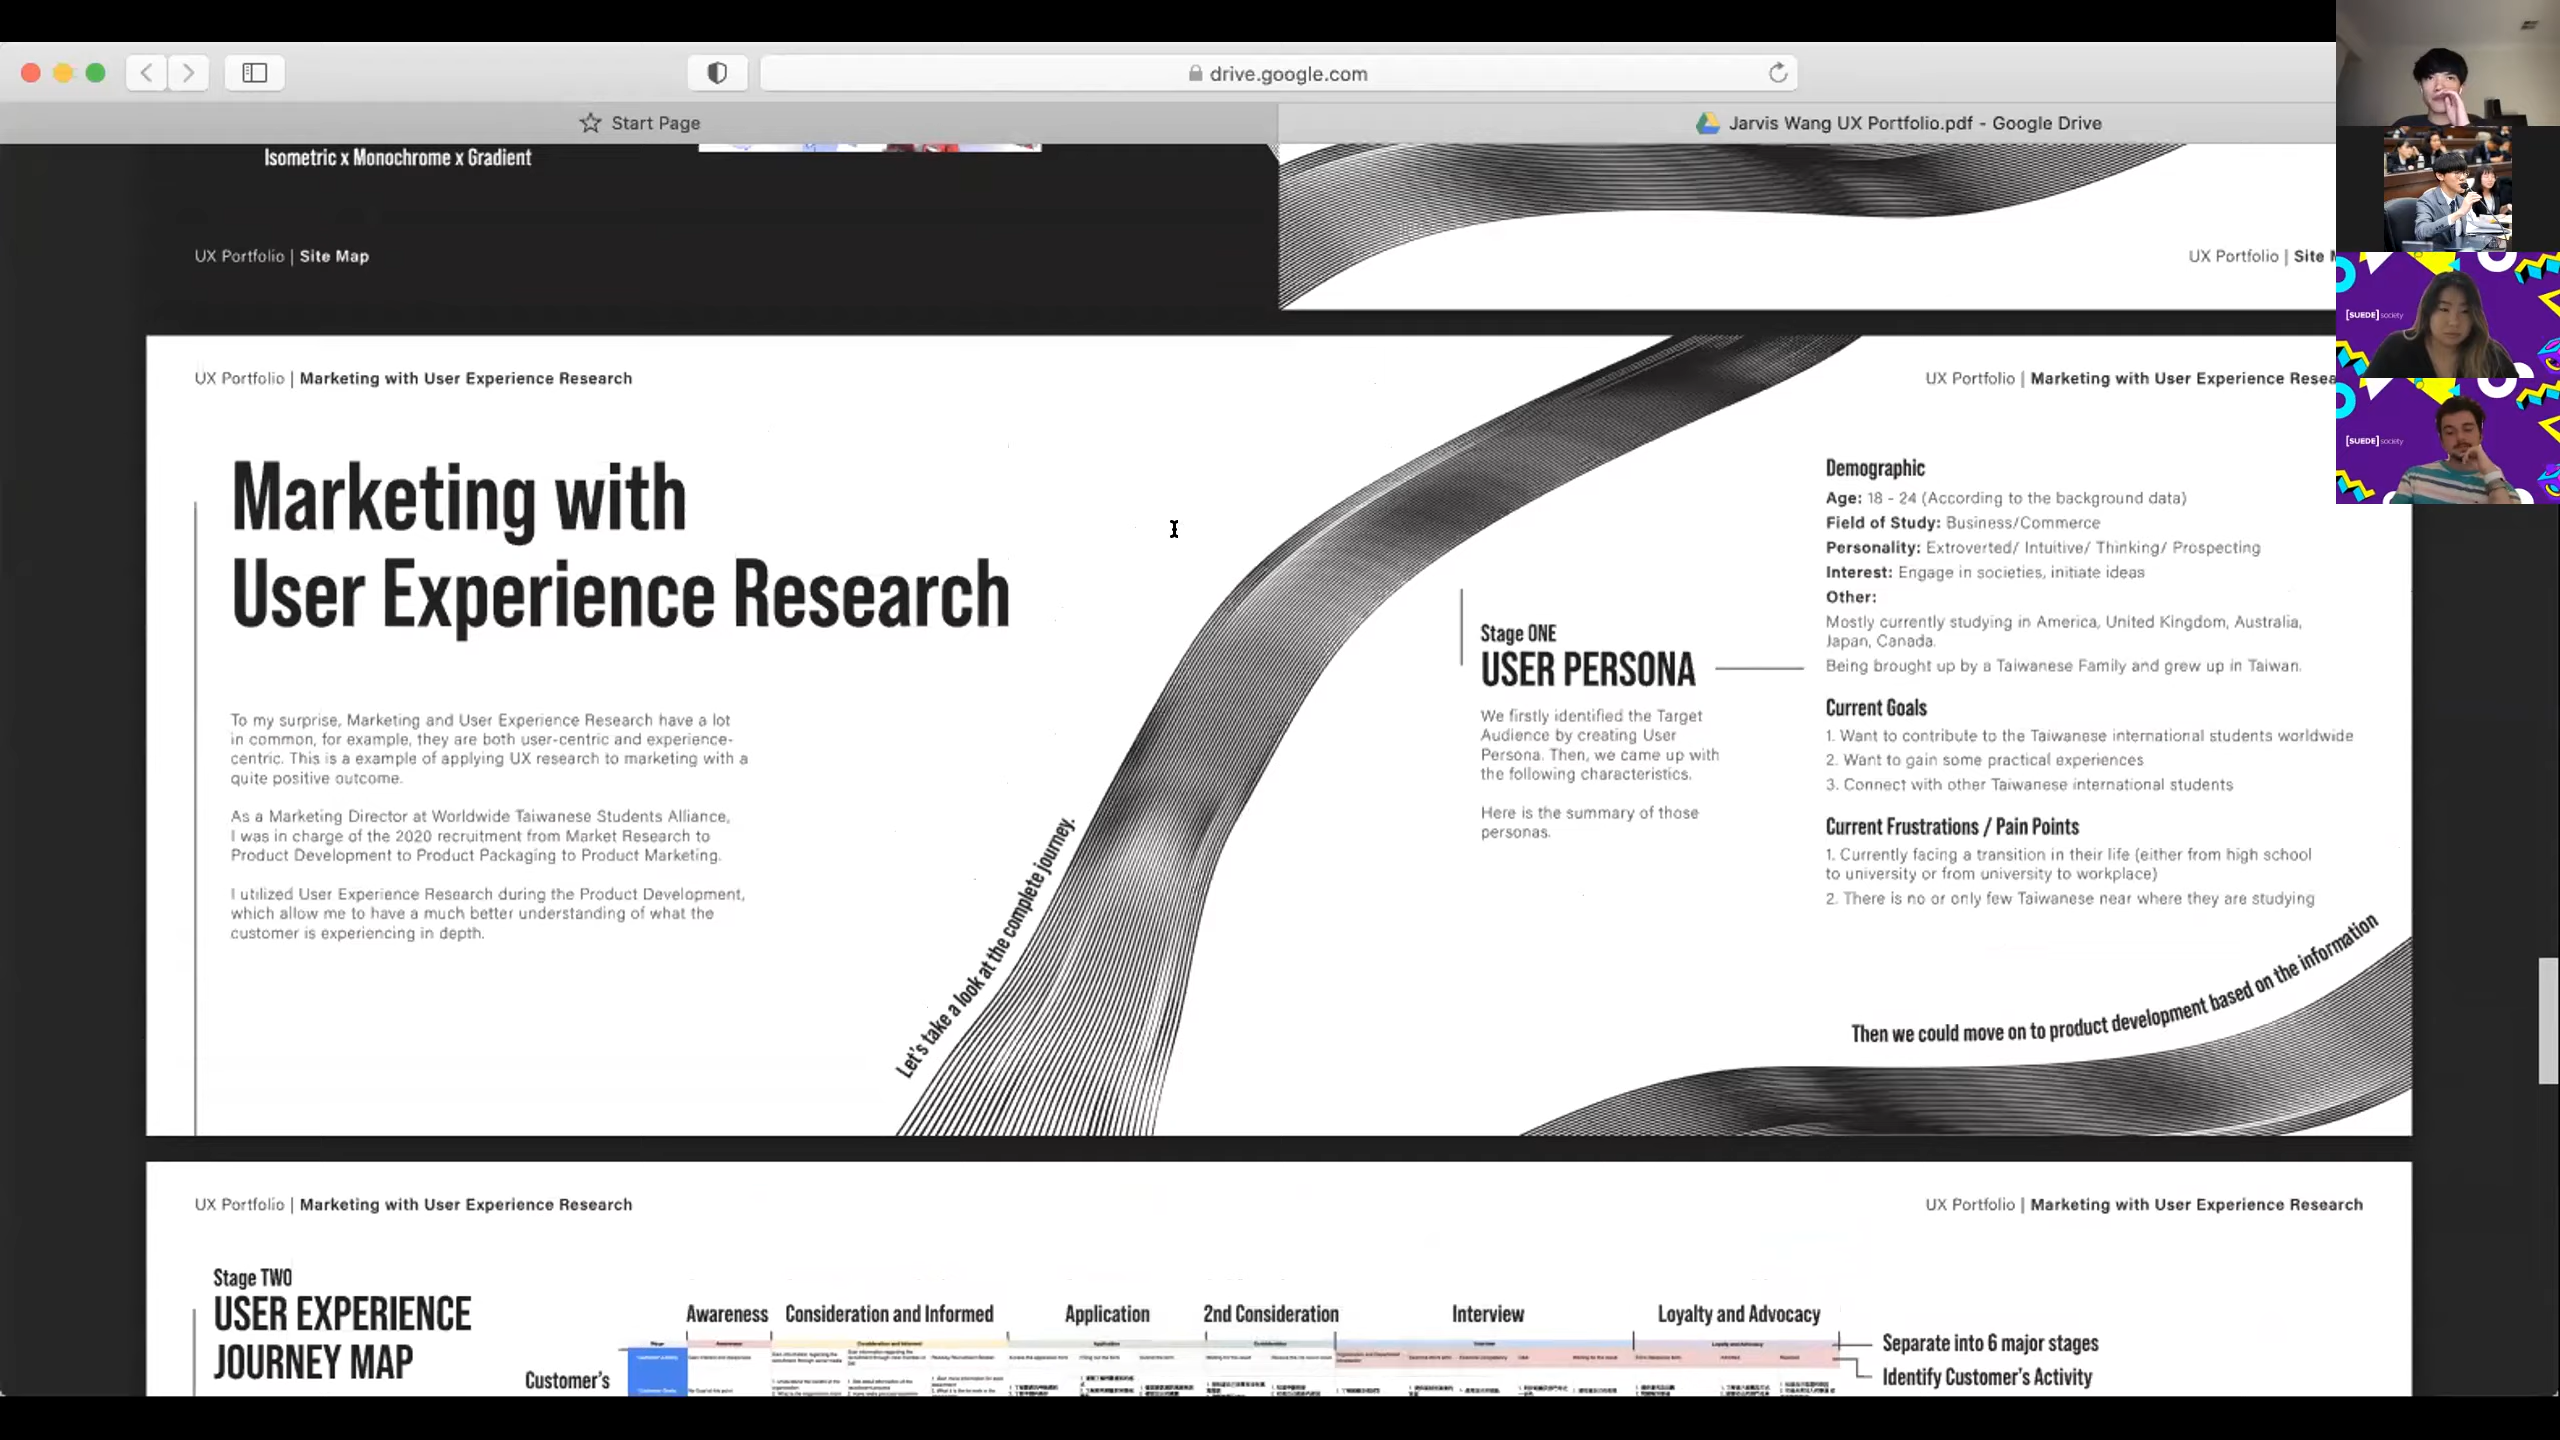 drive.google.com
Start Page
Jarvis Wang UX Portfolio.pdf - Google Drive
Isometric x Monochrome x Gradient
UX Portfolio | Site Map
UX Portfolio | Site
[SUEDE] society
[SUEDE] society
UX Portfolio | Marketing with User Experience Research
UX Portfolio | Marketing with User Experience Resea
Marketing with
User Experience Research
To my surprise, Marketing and User Experience Research have a lot
in common, for example, they are both user-centric and experience-
centric. This is a example of applying UX research to marketing with a
quite positive outcome.
As a Marketing Director at Worldwide Taiwanese Students Alliance,
I was in charge of the 2020 recruitment from Market Research to
Product Development to Product Packaging to Product Marketing.
I utilized User Experience Research during the Product Development,
which allow me to have a much better understanding of what the
customer is experiencing in depth.
Let's take a look at the complete journey.
Stage ONE
USER PERSONA
We firstly identified the Target
Audience by creating User
Persona. Then, we came up with
the following characteristics.
Here is the summary of those
personas.
Demographic
Age: 18 - 24 (According to the background data)
Field of Study: Business/Commerce
Personality: Extroverted/ Intuitive/ Thinking/ Prospecting
Interest: Engage in societies, initiate ideas
Other:
Mostly currently studying in America, United Kingdom, Australia,
Japan, Canada.
Being brought up by a Taiwanese Family and grew up in Taiwan.
Current Goals
1. Want to contribute to the Taiwanese international students worldwide
2. Want to gain some practical experiences
3. Connect with other Taiwanese international students
Current Frustrations / Pain Points
1. Currently facing a transition in their life (either from high school
to university or from university to workplace)
2. There is no or only few Taiwanese near where they are studying
Then we could move on to product development based on the information
UX Portfolio | Marketing with User Experience Research
UX Portfolio | Marketing with User Experience Research
Stage TWO
USER EXPERIENCE
JOURNEY MAP
Awareness
Consideration and Informed
Application
2nd Consideration
Interview
Loyalty and Advocacy
Customer's
Separate into 6 major stages
Identify Customer's Activity